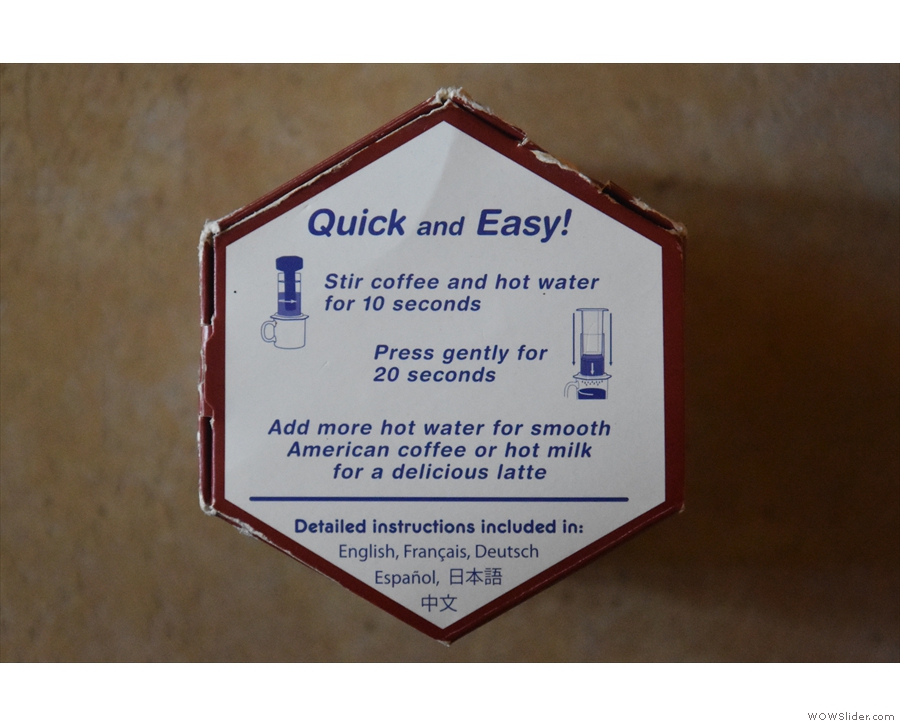 Quick and Easy!
Stir coffee and hot water
for 10 seconds
Press gently for
20 seconds
Add more hot water for smooth
American coffee or hot milk
for a delicious latte
Detailed instructions included in:
English, Français, Deutsch
Español, 日本語
中文
WOWSlider.com